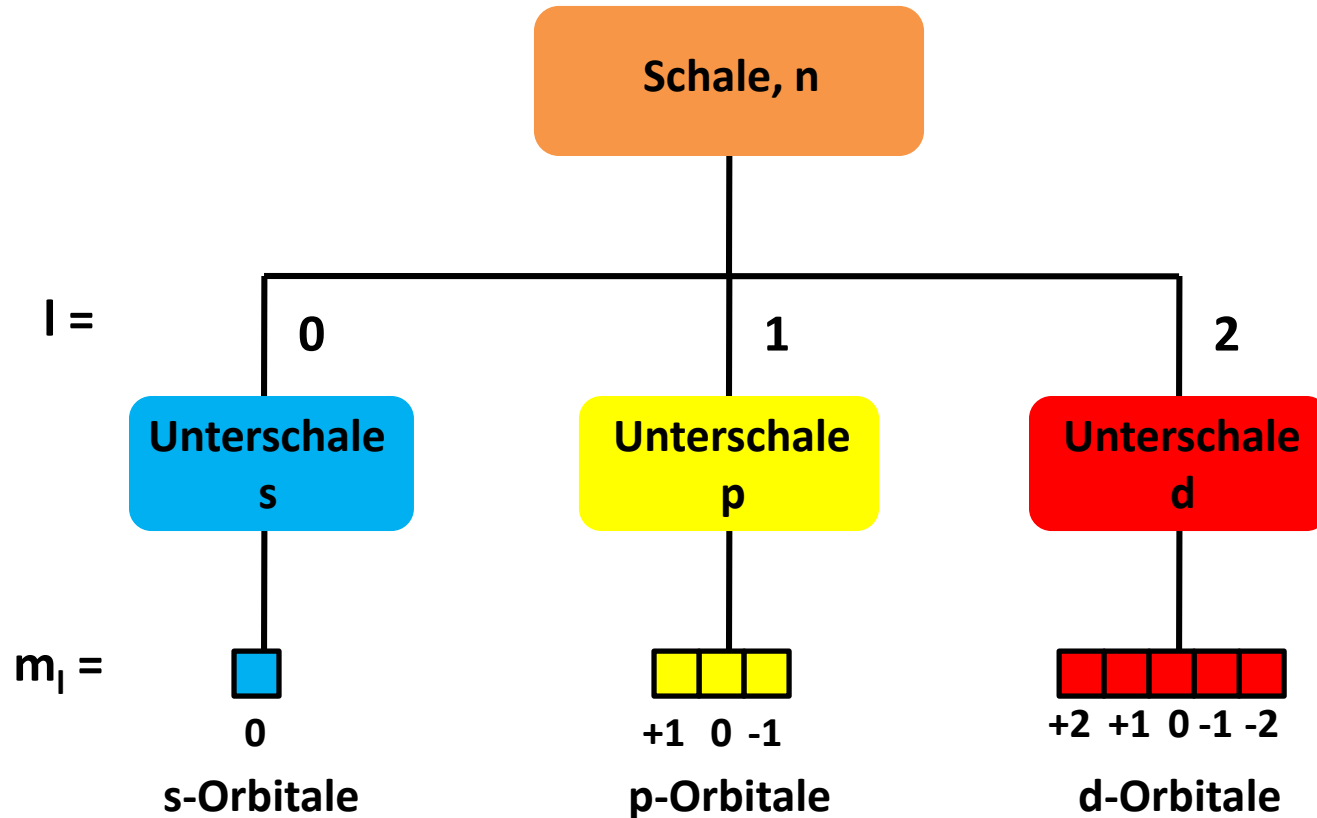 Schale, n
l =
0
1
2
Unterschale
s
Unterschale
p
Unterschale
d
mₗ =
0
+1 0 -1
+2 +1 0 -1 -2
s-Orbitale
p-Orbitale
d-Orbitale